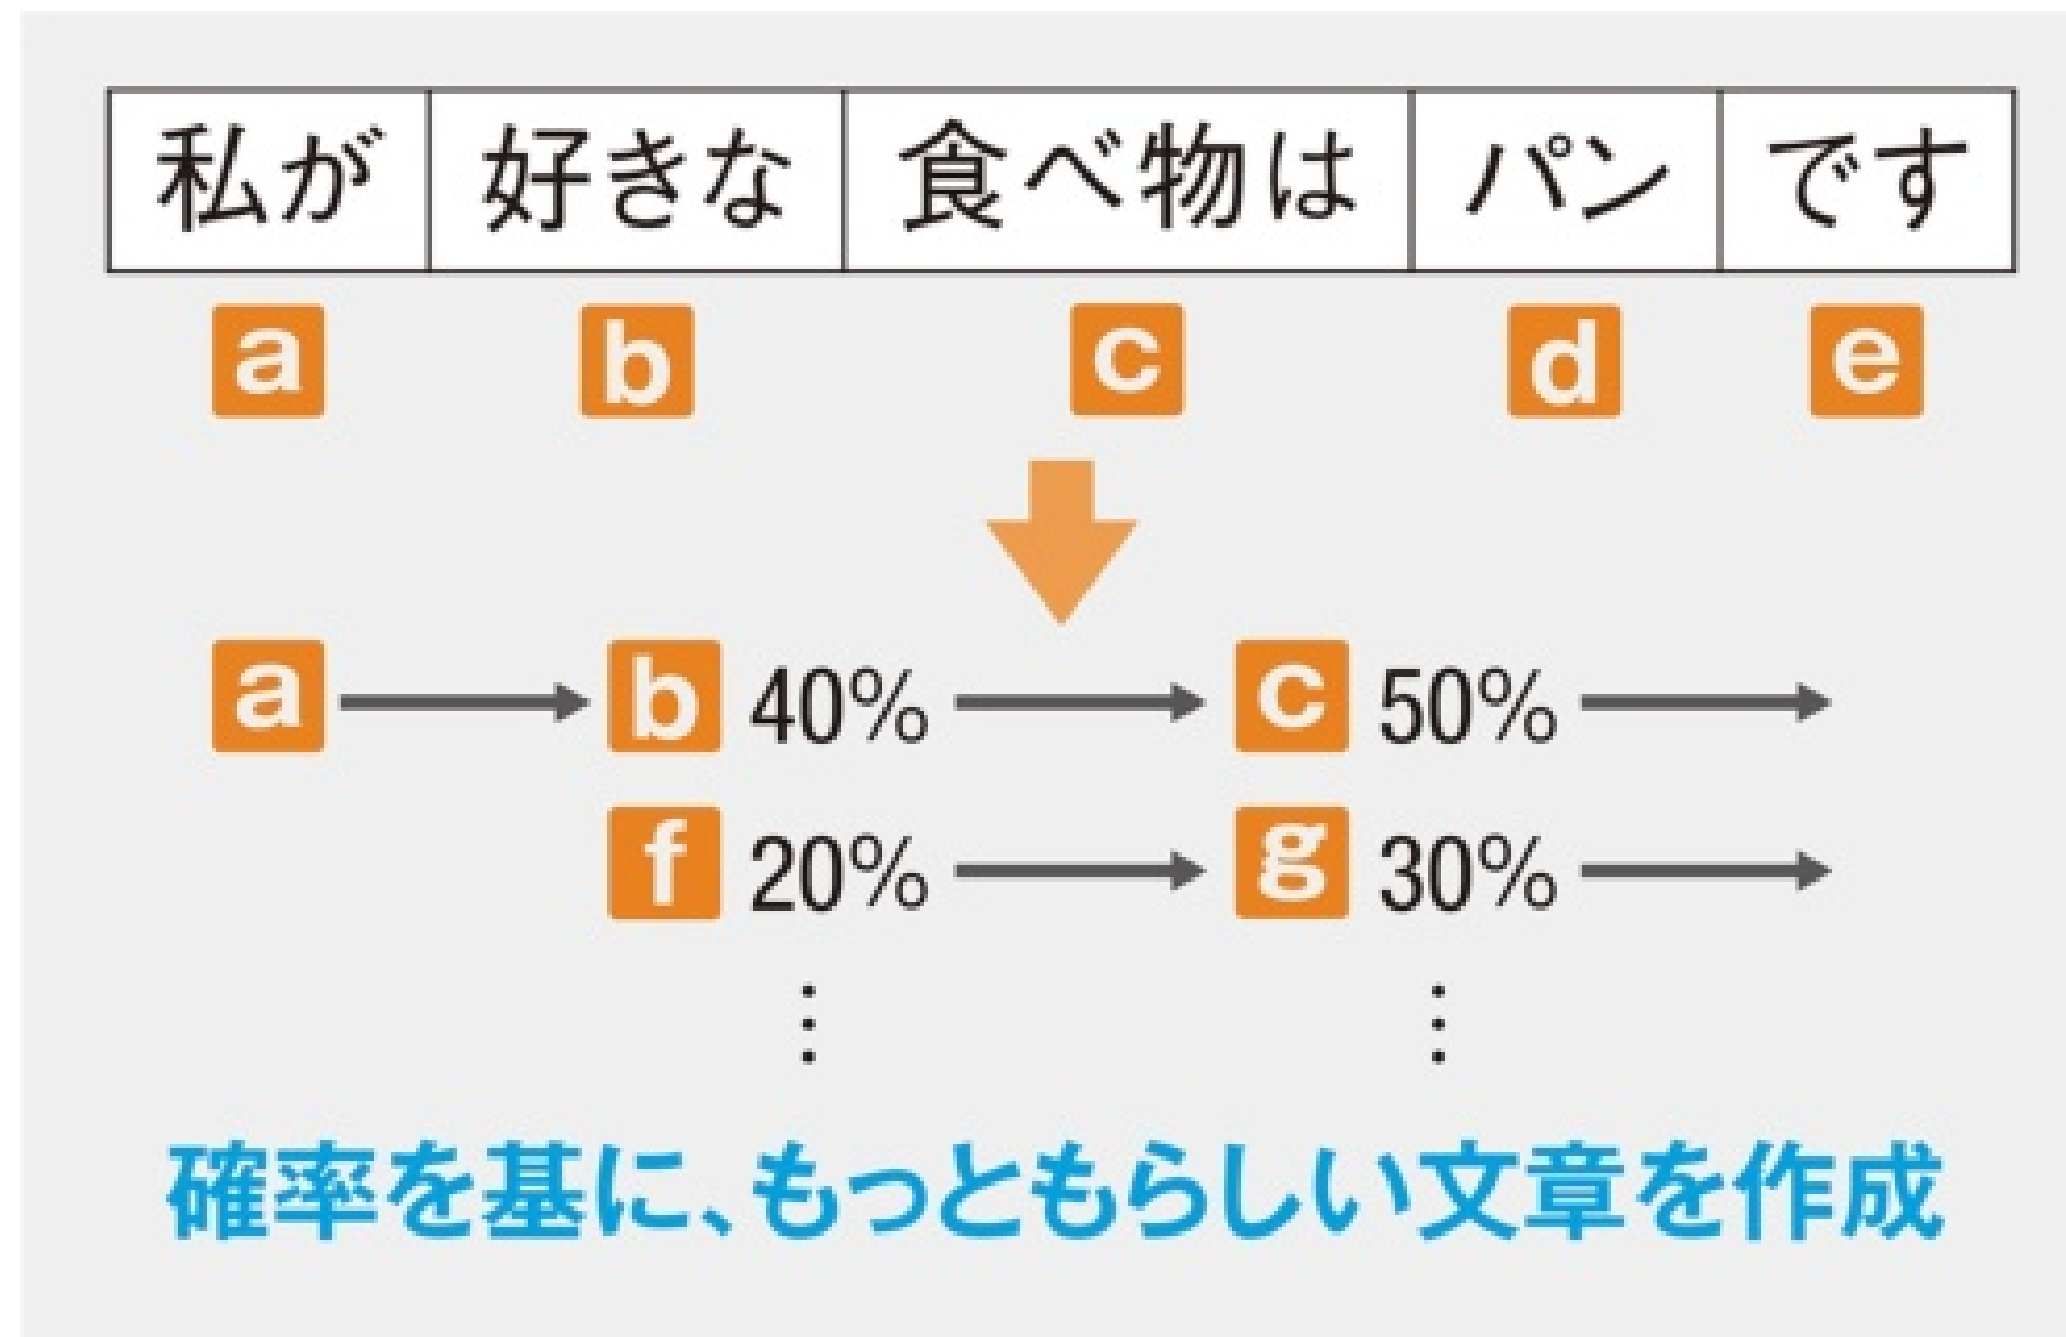 私が 好きな 食べ物は パン です
a b c d e
a b 40% c 50%
f 20% g 30%
確率を基に、もっともらしい文章を作成